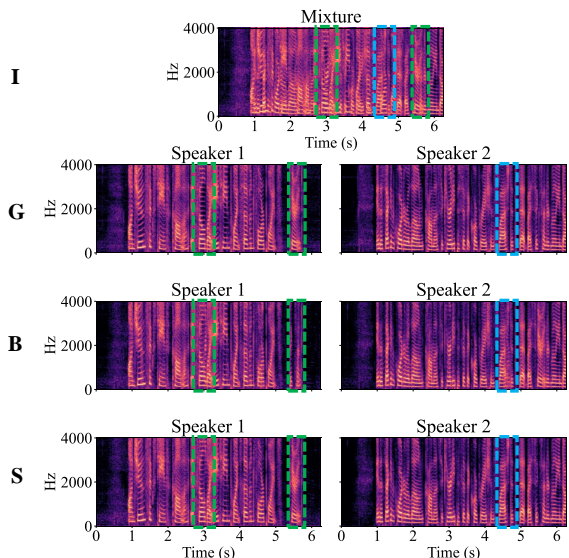 Mixture
I
Hz
4000
2000
0
0 1 2 3 4 5 6
Time (s)
Speaker 1 Speaker 2
G
Hz
4000
2000
0
Speaker 1 Speaker 2
B
Hz
4000
2000
0
Speaker 1 Speaker 2
S
Hz
4000
2000
0
0 1 2 3 4 5 6 0 1 2 3 4 5 6
Time (s) Time (s)